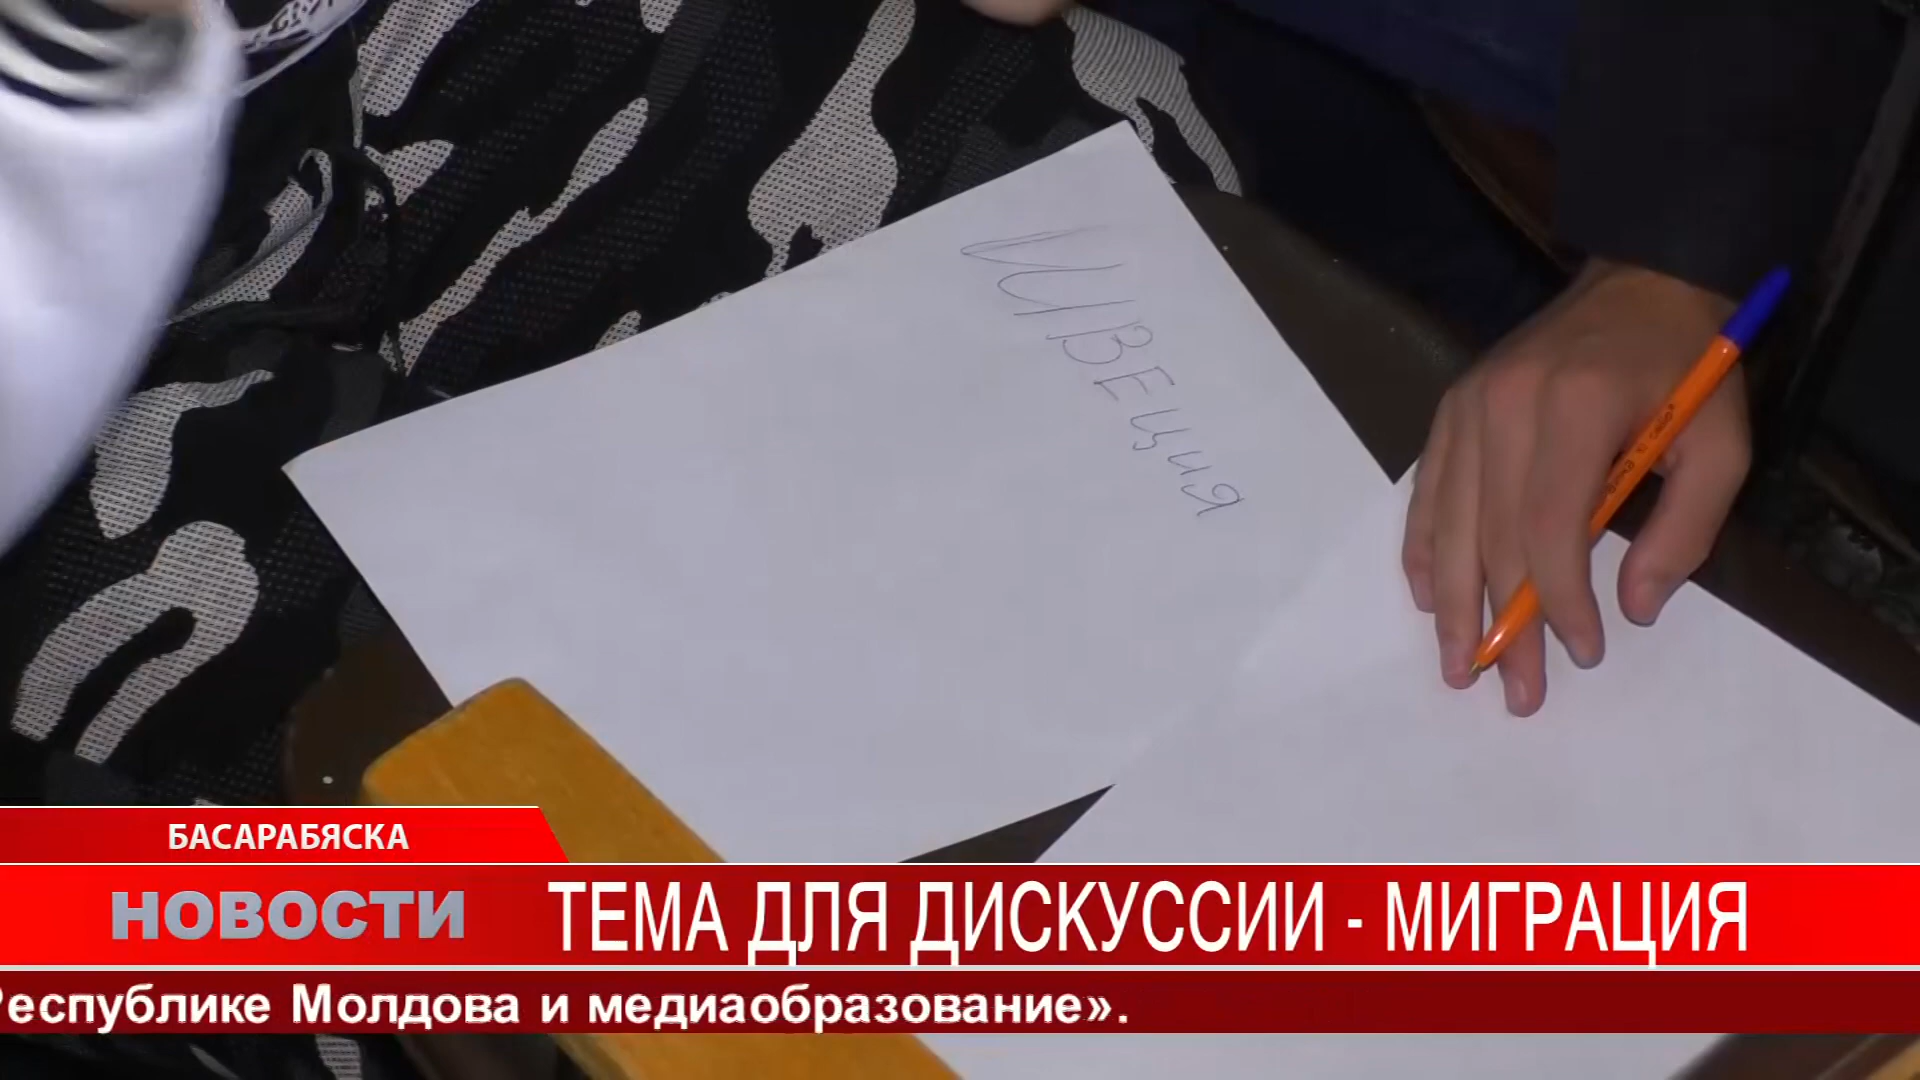 ШВЕЦИЯ
БАСАРАБЯСКА
НОВОСТИ
ТЕМА ДЛЯ ДИСКУССИИ - МИГРАЦИЯ
Республике Молдова и медиаобразование».